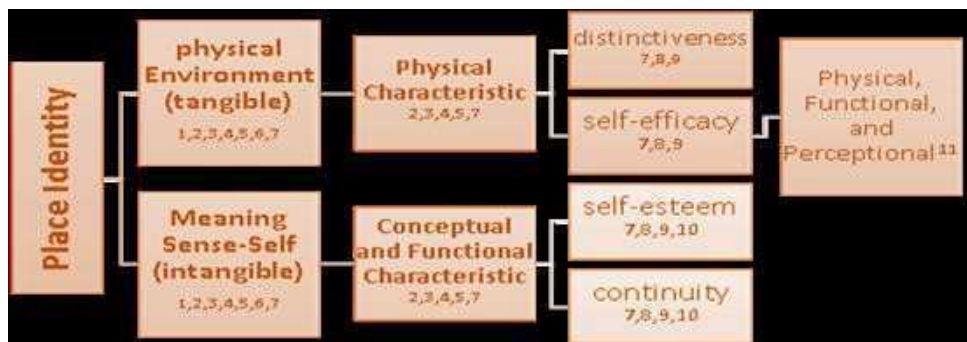 Place Identity
physical
Environment
(tangible)
1,2,3,4,5,6,7
Meaning
Sense-Self
(intangible)
1,2,3,4,5,6,7
Physical
Characteristic
2,3,4,5,7
Conceptual
and Functional
Characteristic
2,3,4,5,7
distinctiveness
7,8,9
self-efficacy
7,8,9
self-esteem
7,8,9,10
continuity
7,8,9,10
Physical,
Functional,
and
Perceptional 11